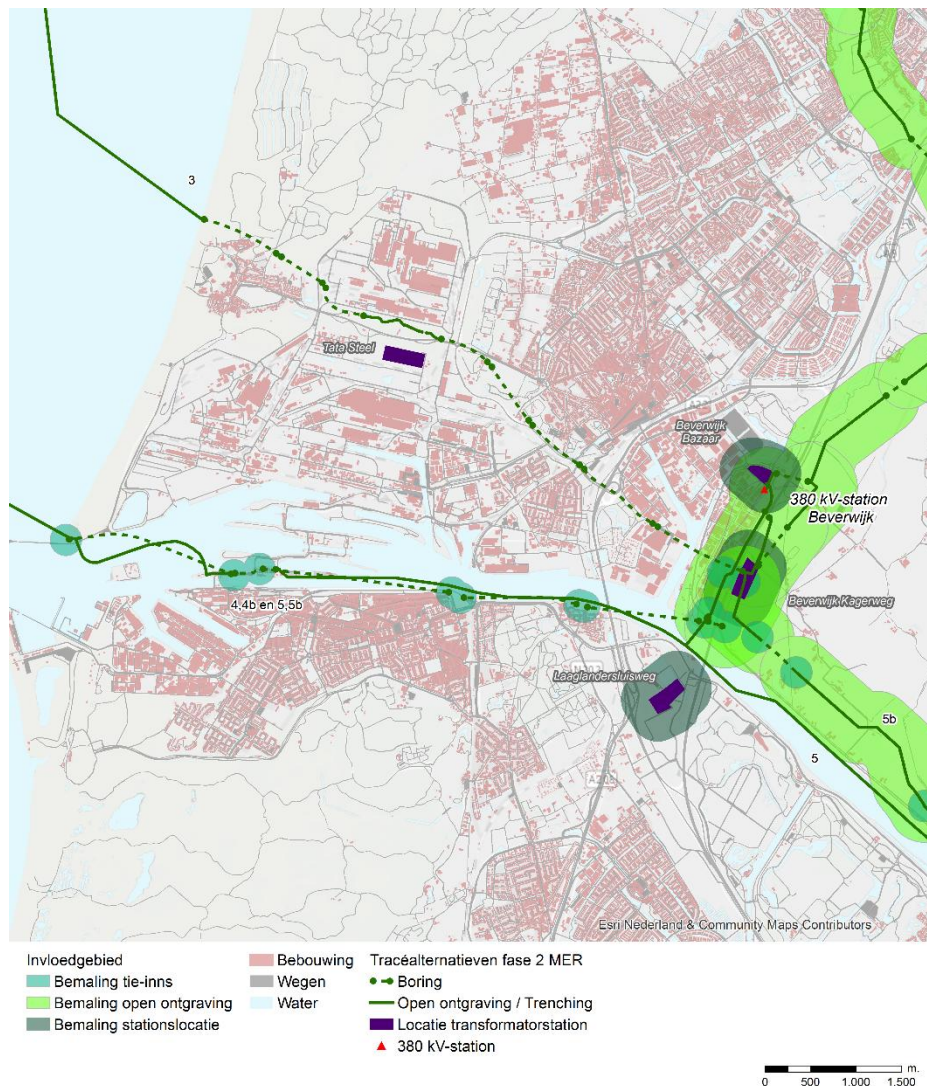 3
Tata Steel
A22
Beverwijk
Bazaar
380 kV-station
Beverwijk
4,4b en 5,5b
Beverwijk Kagerweg
Laaglandersluisweg
5b
5
Esri Nederland & Community Maps Contributors
Invloedgebied
Bemaling tie-inns
Bemaling open ontgraving
Bemaling stationslocatie
Bebouwing
Wegen
Water
Tracéalternatieven fase 2 MER
Boring
Open ontgraving / Trenching
Locatie transformatorstation
380 kV-station
m.
0 500 1.000 1.500